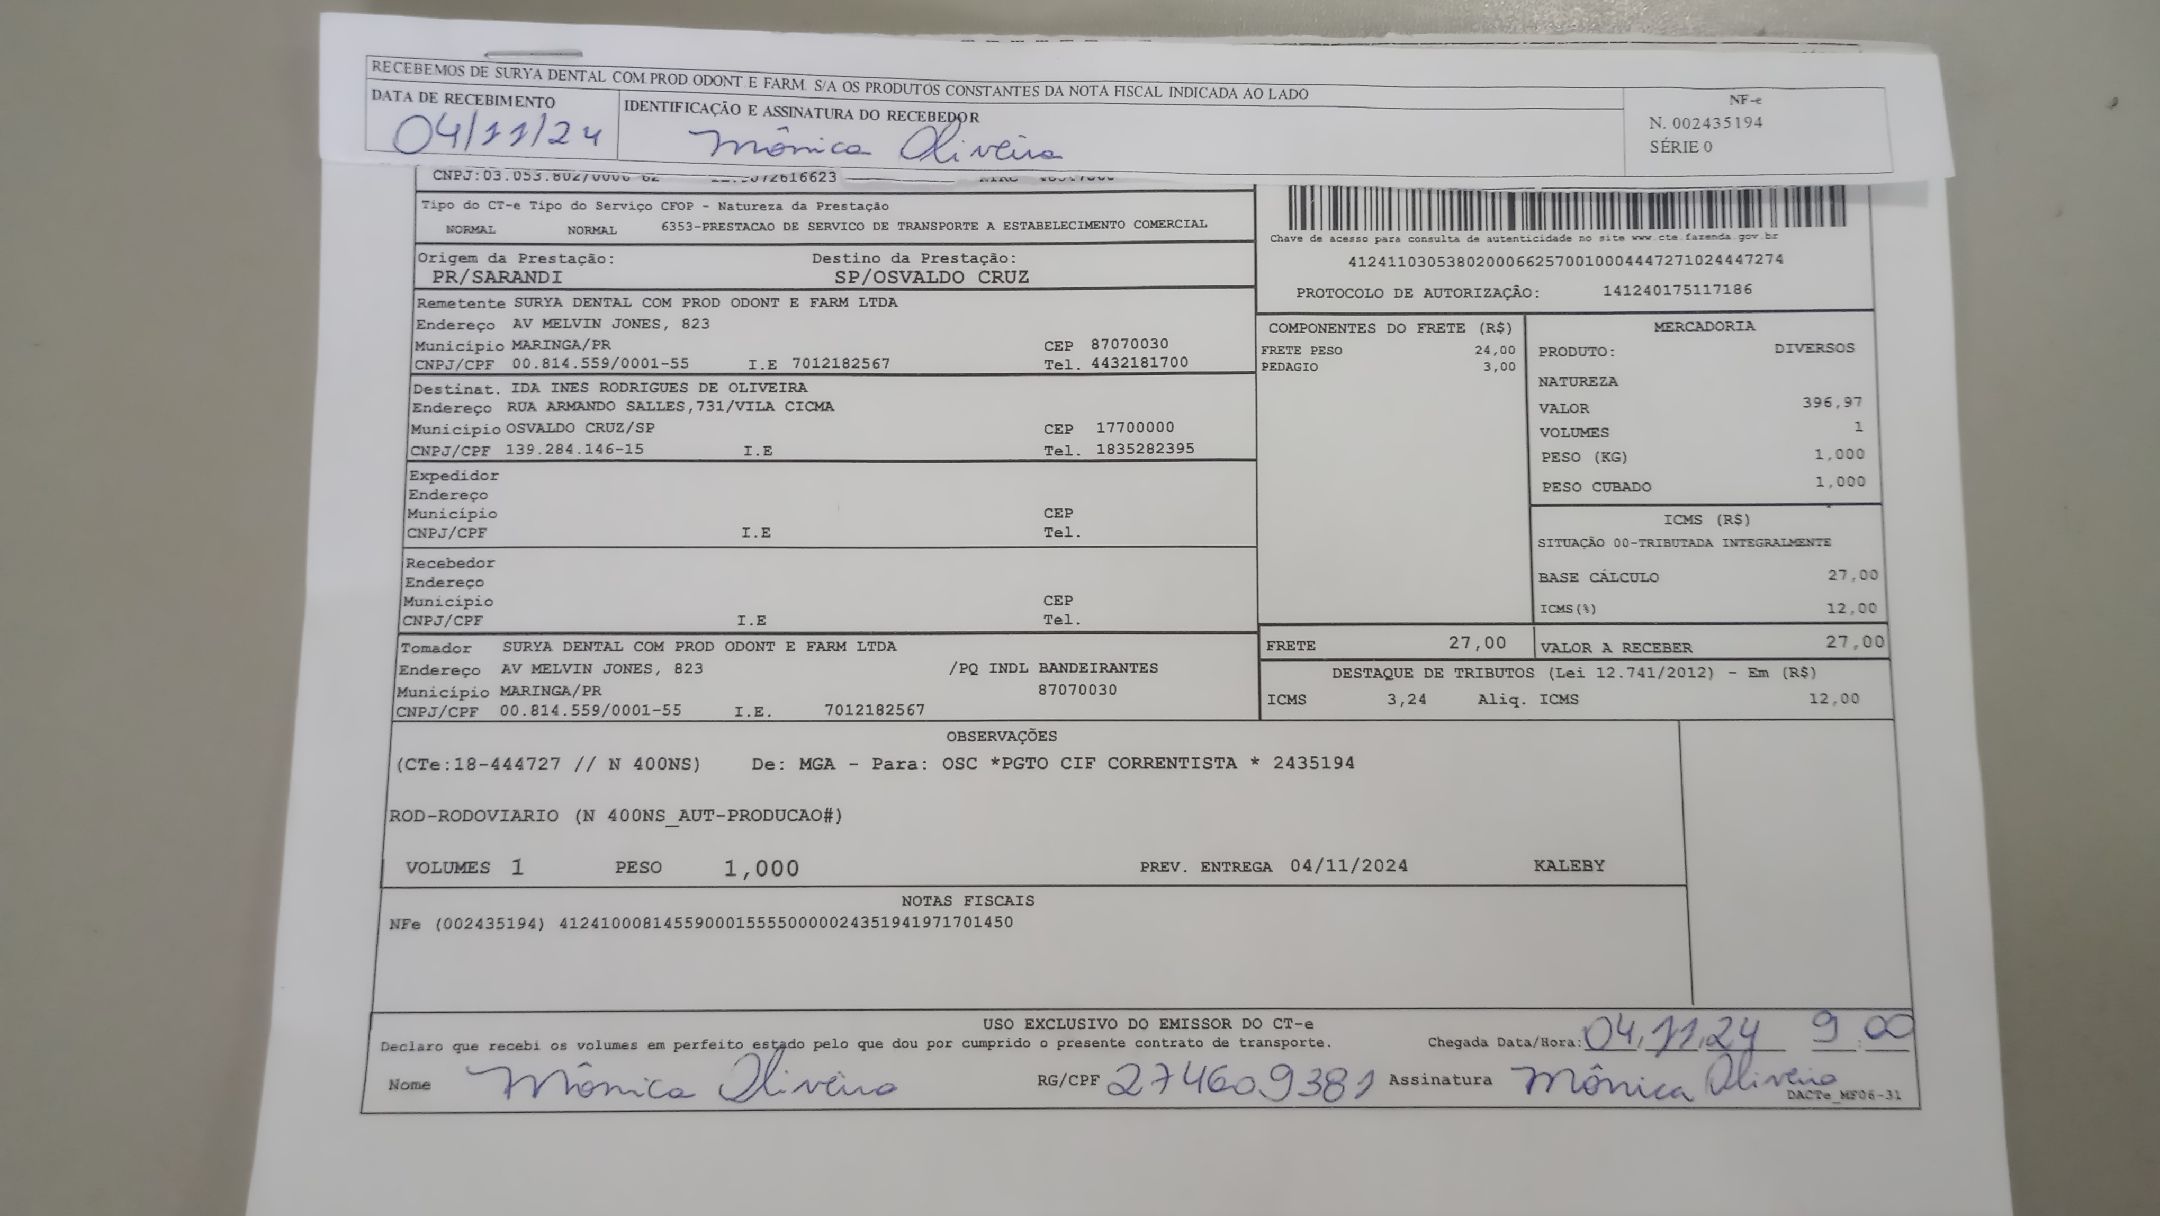 RECEBEMOS DE SURYA DENTAL COM PROD ODONT E FARM. S/A OS PRODUTOS CONSTANTES DA NOTA FISCAL INDICADA AO LADO
DATA DE RECEBIMENTO
04/11/24
IDENTIFICAÇÃO E ASSINATURA DO RECEBEDOR
Mônica Oliveira
NF-e
N. 002435194
SÉRIE 0
CNPJ:03.053.802/0006-62
Tipo do CT-e Tipo do Serviço CFOP - Natureza da Prestação
NORMAL NORMAL 6353-PRESTACAO DE SERVICO DE TRANSPORTE A ESTABELECIMENTO COMERCIAL
Origem da Prestação: Destino da Prestação:
PR/SARANDI SP/OSVALDO CRUZ
Chave de acesso para consulta de autenticidade no site www.cte.fazenda.gov.br
41241103053802000662570010004447271024447274
PROTOCOLO DE AUTORIZAÇÃO: 141240175117186
Remetente SURYA DENTAL COM PROD ODONT E FARM LTDA
Endereço AV MELVIN JONES, 823
Município MARINGA/PR CEP 87070030
CNPJ/CPF 00.814.559/0001-55 I.E 7012182567 Tel. 4432181700
Destinat. IDA INES RODRIGUES DE OLIVEIRA
Endereço RUA ARMANDO SALLES,731/VILA CICMA
Município OSVALDO CRUZ/SP CEP 17700000
CNPJ/CPF 139.284.146-15 I.E Tel. 1835282395
Expedidor
Endereço
Município CEP
CNPJ/CPF I.E Tel.
Recebedor
Endereço
Município CEP
CNPJ/CPF I.E Tel.
Tomador SURYA DENTAL COM PROD ODONT E FARM LTDA
Endereço AV MELVIN JONES, 823 /PQ INDL BANDEIRANTES
Município MARINGA/PR 87070030
CNPJ/CPF 00.814.559/0001-55 I.E. 7012182567
COMPONENTES DO FRETE (R$)
FRETE PESO 24,00
PEDAGIO 3,00
MERCADORIA
PRODUTO: DIVERSOS
NATUREZA
VALOR 396,97
VOLUMES 1
PESO (KG) 1,000
PESO CUBADO 1,000
ICMS (R$)
SITUAÇÃO 00-TRIBUTADA INTEGRALMENTE
BASE CÁLCULO 27,00
ICMS(%) 12,00
FRETE 27,00 VALOR A RECEBER 27,00
DESTAQUE DE TRIBUTOS (Lei 12.741/2012) - Em (R$)
ICMS 3,24 Aliq. ICMS 12,00
OBSERVAÇÕES
(CTe:18-444727 // N 400NS) De: MGA - Para: OSC *PGTO CIF CORRENTISTA * 2435194
ROD-RODOVIARIO (N 400NS_AUT-PRODUCAO#)
VOLUMES 1 PESO 1,000 PREV. ENTREGA 04/11/2024 KALEBY
NOTAS FISCAIS
NFe (002435194) 41241000814559000155550000024351941971701450
USO EXCLUSIVO DO EMISSOR DO CT-e
Declaro que recebi os volumes em perfeito estado pelo que dou por cumprido o presente contrato de transporte. Chegada Data/Hora: 04/11/24 9:00
Nome Mônica Oliveira RG/CPF 274609381 Assinatura Mônica Oliveira
DACTe_MF06-31